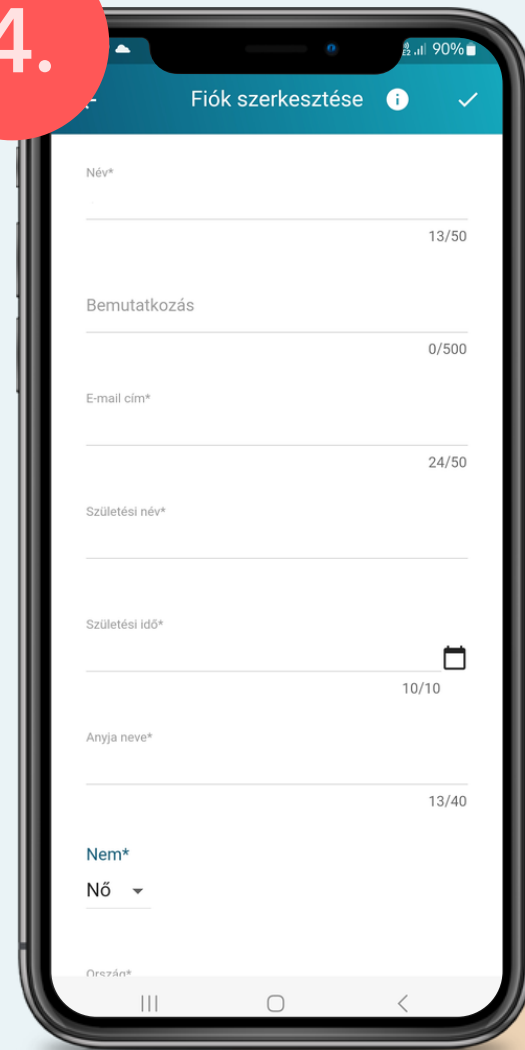 4.
90%
Fiók szerkesztése
Név*
13/50
Bemutatkozás
0/500
E-mail cím*
24/50
Születési név*
Születési idő*
10/10
Anyja neve*
13/40
Nem*
Nő
Ország*